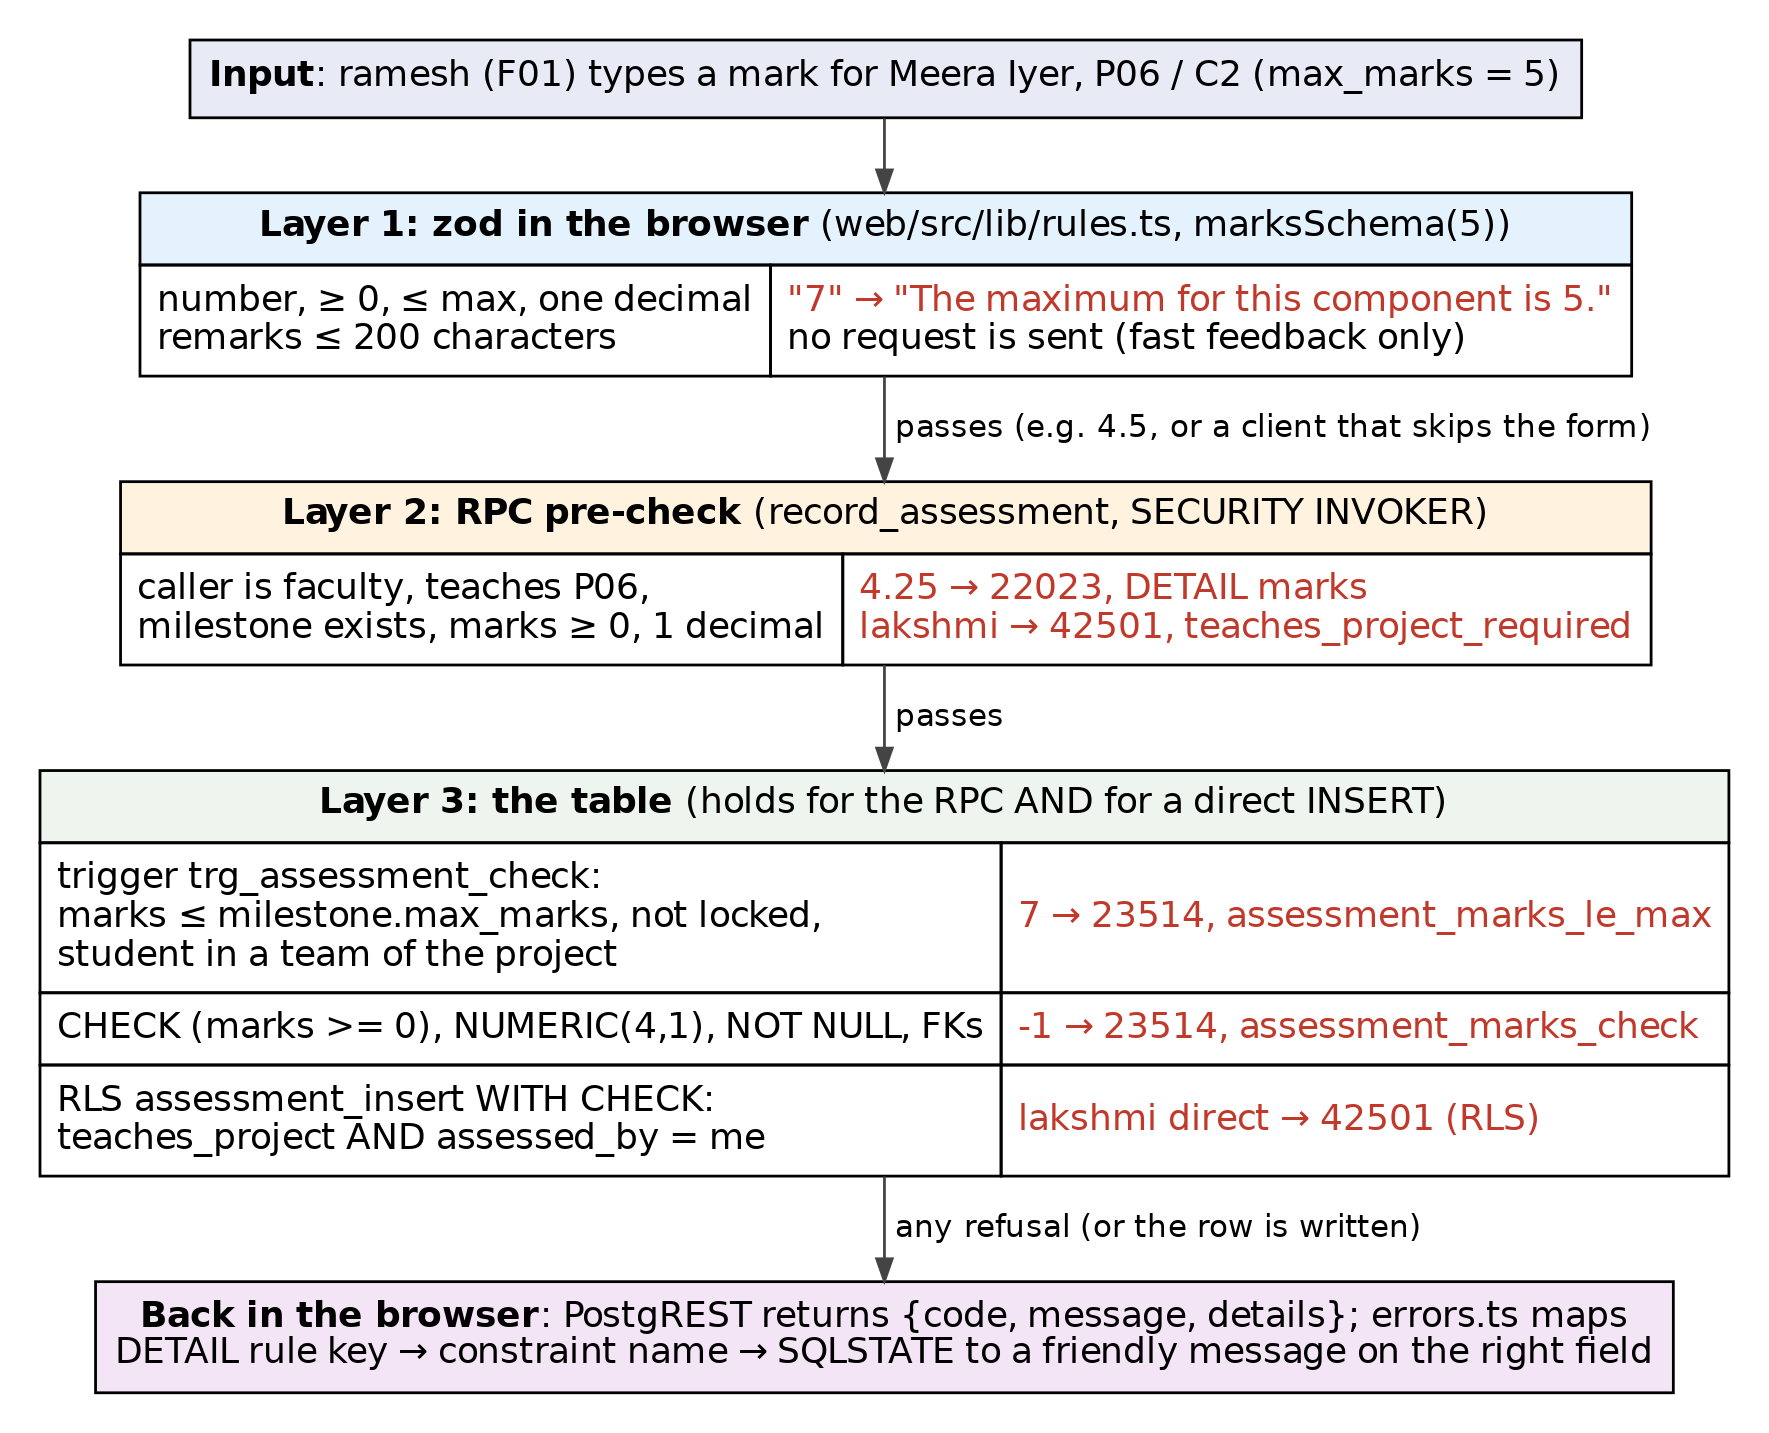 Input: ramesh (F01) types a mark for Meera Iyer, P06 / C2 (max_marks = 5)
Layer 1: zod in the browser (web/src/lib/rules.ts, marksSchema(5))
number, ≥ 0, ≤ max, one decimal
remarks ≤ 200 characters
"7" → "The maximum for this component is 5."
no request is sent (fast feedback only)
passes (e.g. 4.5, or a client that skips the form)
Layer 2: RPC pre-check (record_assessment, SECURITY INVOKER)
caller is faculty, teaches P06,
milestone exists, marks ≥ 0, 1 decimal
4.25 → 22023, DETAIL marks
lakshmi → 42501, teaches_project_required
passes
Layer 3: the table (holds for the RPC AND for a direct INSERT)
trigger trg_assessment_check:
marks ≤ milestone.max_marks, not locked,
student in a team of the project
7 → 23514, assessment_marks_le_max
CHECK (marks >= 0), NUMERIC(4,1), NOT NULL, FKs
-1 → 23514, assessment_marks_check
RLS assessment_insert WITH CHECK:
teaches_project AND assessed_by = me
lakshmi direct → 42501 (RLS)
any refusal (or the row is written)
Back in the browser: PostgREST returns {code, message, details}; errors.ts maps
DETAIL rule key → constraint name → SQLSTATE to a friendly message on the right field